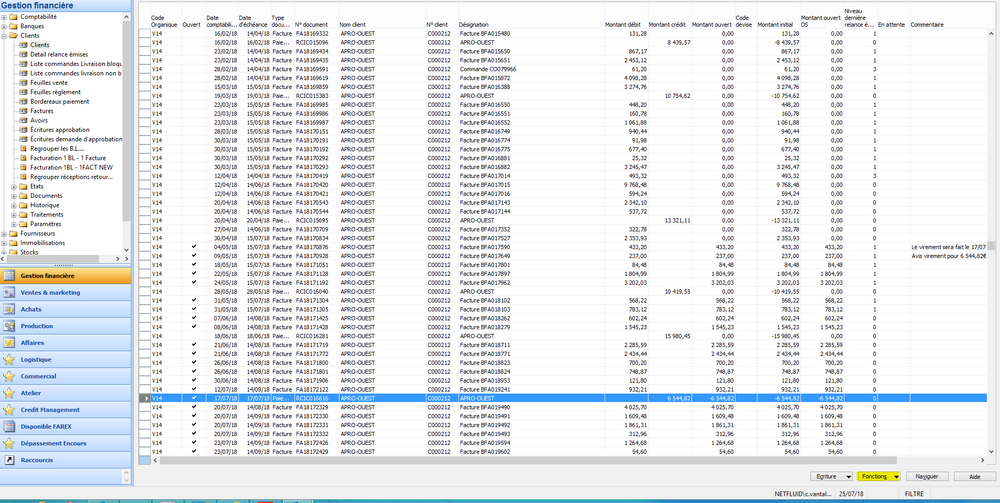 Gestion financière
Comptabilité
Banques
Clients
Clients
Detail relance émises
Liste commandes Livraison bloqu
Liste commandes livraison non b
Feuilles vente
Feuilles règlement
Bordereaux paiement
Factures
Avoirs
Écritures approbation
Écritures demande d'approbation
Regrouper les B.L....
Facturation 1 BL - 1 Facture
Facturation 1BL - 1FACT NEW
Regrouper réceptions retour...
Etats
Documents
Historique
Traitements
Paramètres
Fournisseurs
Immobilisations
Stocks
Gestion financière
Ventes & marketing
Achats
Production
Affaires
Logistique
Commercial
Atelier
Credit Management
Disponible FAREX
Dépassement Encours
Raccourcis
Code Organique Ouvert Date comptabili... Date d'échéance Type docu... N° document Nom client N° client Désignation Montant débit Montant crédit Montant ouvert Code devise Montant initial Montant ouvert DS Niveau dernière relance é... En attente Commentaire
V14 16/02/18 14/04/18 Facture FA18169332 APRO-OUEST C000212 Facture BFA015480 131,28 0,00 131,28 0,00 1
V14 16/02/18 16/02/18 Paie... RCIC015096 APRO-OUEST C000212 APRO-OUEST 8 439,57 0,00 -8 439,57 0,00 0
V14 23/02/18 14/04/18 Facture FA18169434 APRO-OUEST C000212 Facture BFA015650 867,17 0,00 867,17 0,00 1
V14 23/02/18 14/04/18 Facture FA18169435 APRO-OUEST C000212 Facture BFA015651 2 453,12 0,00 2 453,12 0,00 1
V14 28/02/18 14/04/18 Facture FA18169591 APRO-OUEST C000212 Commande CO079966 61,20 0,00 61,20 0,00 3
V14 28/02/18 14/04/18 Facture FA18169619 APRO-OUEST C000212 Facture BFA015872 4 098,28 0,00 4 098,28 0,00 1
V14 15/03/18 15/05/18 Facture FA18169859 APRO-OUEST C000212 Facture BFA016388 3 274,76 0,00 3 274,76 0,00 1
V14 19/03/18 19/03/18 Paie... RCIC015383 APRO-OUEST C000212 APRO-OUEST 10 754,62 0,00 -10 754,62 0,00 0
V14 23/03/18 15/05/18 Facture FA18169985 APRO-OUEST C000212 Facture BFA016550 448,20 0,00 448,20 0,00 1
V14 23/03/18 15/05/18 Facture FA18169986 APRO-OUEST C000212 Facture BFA016551 160,78 0,00 160,78 0,00 1
V14 23/03/18 15/05/18 Facture FA18169987 APRO-OUEST C000212 Facture BFA016552 1 061,88 0,00 1 061,88 0,00 1
V14 28/03/18 15/05/18 Facture FA18170151 APRO-OUEST C000212 Facture BFA016749 940,44 0,00 940,44 0,00 1
V14 30/03/18 15/05/18 Facture FA18170191 APRO-OUEST C000212 Facture BFA016774 91,98 0,00 91,98 0,00 1
V14 30/03/18 15/05/18 Facture FA18170192 APRO-OUEST C000212 Facture BFA016775 677,40 0,00 677,40 0,00 1
V14 30/03/18 15/05/18 Facture FA18170292 APRO-OUEST C000212 Facture BFA016881 25,32 0,00 25,32 0,00 1
V14 30/03/18 15/05/18 Facture FA18170293 APRO-OUEST C000212 Facture BFA016882 3 245,47 0,00 3 245,47 0,00 1
V14 12/04/18 14/04/18 Facture FA18170419 APRO-OUEST C000212 Facture BFA017014 493,32 0,00 493,32 0,00 3
V14 12/04/18 14/06/18 Facture FA18170420 APRO-OUEST C000212 Facture BFA017015 9 768,48 0,00 9 768,48 0,00 0
V14 12/04/18 14/06/18 Facture FA18170421 APRO-OUEST C000212 Facture BFA017016 594,24 0,00 594,24 0,00 0
V14 20/04/18 14/06/18 Facture FA18170543 APRO-OUEST C000212 Facture BFA017143 2 342,10 0,00 2 342,10 0,00 0
V14 20/04/18 14/06/18 Facture FA18170544 APRO-OUEST C000212 Facture BFA017144 537,72 0,00 537,72 0,00 0
V14 20/04/18 20/04/18 Paie... RCIC015695 APRO-OUEST C000212 APRO-OUEST 13 321,11 0,00 -13 321,11 0,00 0
V14 27/04/18 14/06/18 Facture FA18170709 APRO-OUEST C000212 Facture BFA017352 322,78 0,00 322,78 0,00 0
V14 30/04/18 15/07/18 Facture FA18170834 APRO-OUEST C000212 Facture BFA017527 2 353,93 0,00 2 353,93 0,00 0
V14 ✔ 04/05/18 15/07/18 Facture FA18170876 APRO-OUEST C000212 Facture BFA017590 433,20 433,20 433,20 433,20 1 Le virement sera fait le 17/07
V14 ✔ 09/05/18 15/07/18 Facture FA18170928 APRO-OUEST C000212 Facture BFA017649 237,00 237,00 237,00 237,00 1 Avis virement pour 6 544,82€
V14 ✔ 18/05/18 15/07/18 Facture FA18171051 APRO-OUEST C000212 Facture BFA017801 84,48 84,48 84,48 84,48 1
V14 ✔ 22/05/18 15/07/18 Facture FA18171128 APRO-OUEST C000212 Facture BFA017897 1 804,99 1 804,99 1 804,99 1 804,99 1
V14 ✔ 24/05/18 15/07/18 Facture FA18171192 APRO-OUEST C000212 Facture BFA017962 3 202,03 3 202,03 3 202,03 3 202,03 1
V14 28/05/18 28/05/18 Paie... RCIC016040 APRO-OUEST C000212 APRO-OUEST 10 419,55 0,00 -10 419,55 0,00 0
V14 ✔ 31/05/18 15/07/18 Facture FA18171304 APRO-OUEST C000212 Facture BFA018102 568,22 568,22 568,22 568,22 1
V14 ✔ 31/05/18 15/07/18 Facture FA18171305 APRO-OUEST C000212 Facture BFA018103 783,12 783,12 783,12 783,12 1
V14 ✔ 07/06/18 14/08/18 Facture FA18171425 APRO-OUEST C000212 Facture BFA018262 602,24 602,24 602,24 602,24 0
V14 ✔ 08/06/18 14/08/18 Facture FA18171428 APRO-OUEST C000212 Facture BFA018279 1 545,23 1 545,23 1 545,23 1 545,23 0
V14 18/06/18 18/06/18 Paie... RCIC016281 APRO-OUEST C000212 APRO-OUEST 15 980,45 0,00 -15 980,45 0,00 0
V14 ✔ 21/06/18 14/08/18 Facture FA18171719 APRO-OUEST C000212 Facture BFA018711 2 285,59 2 285,59 2 285,59 2 285,59 0
V14 ✔ 21/06/18 14/08/18 Facture FA18171772 APRO-OUEST C000212 Facture BFA018771 2 434,44 2 434,44 2 434,44 2 434,44 0
V14 ✔ 26/06/18 14/08/18 Facture FA18171800 APRO-OUEST C000212 Facture BFA018823 700,20 700,20 700,20 700,20 0
V14 ✔ 26/06/18 14/08/18 Facture FA18171801 APRO-OUEST C000212 Facture BFA018824 748,87 748,87 748,87 748,87 0
V14 ✔ 30/06/18 14/08/18 Facture FA18171906 APRO-OUEST C000212 Facture BFA018953 121,80 121,80 121,80 121,80 0
V14 ✔ 12/07/18 14/09/18 Facture FA18172122 APRO-OUEST C000212 Facture BFA019241 932,21 932,21 932,21 932,21 0
V14 ✔ 17/07/18 17/07/18 Paie... RCIC016616 APRO-OUEST C000212 APRO-OUEST 6 544,82 -6 544,82 -6 544,82 -6 544,82 0
V14 ✔ 20/07/18 14/08/18 Facture FA18172329 APRO-OUEST C000212 Facture BFA019490 4 025,70 4 025,70 4 025,70 4 025,70 0
V14 ✔ 20/07/18 14/09/18 Facture FA18172330 APRO-OUEST C000212 Facture BFA019491 1 609,48 1 609,48 1 609,48 1 609,48 0
V14 ✔ 20/07/18 14/09/18 Facture FA18172331 APRO-OUEST C000212 Facture BFA019492 1 861,31 1 861,31 1 861,31 1 861,31 0
V14 ✔ 20/07/18 14/09/18 Facture FA18172332 APRO-OUEST C000212 Facture BFA019493 312,96 312,96 312,96 312,96 0
V14 ✔ 23/07/18 14/09/18 Facture FA18172426 APRO-OUEST C000212 Facture BFA019594 1 264,68 1 264,68 1 264,68 1 264,68 0
V14 ✔ 23/07/18 14/09/18 Facture FA18172429 APRO-OUEST C000212 Facture BFA019602 54,60 54,60 54,60 54,60 0
Ecriture Fonctions Naviguer Aide
NETFLUID\c.vantal... 25/07/18 FILTRE